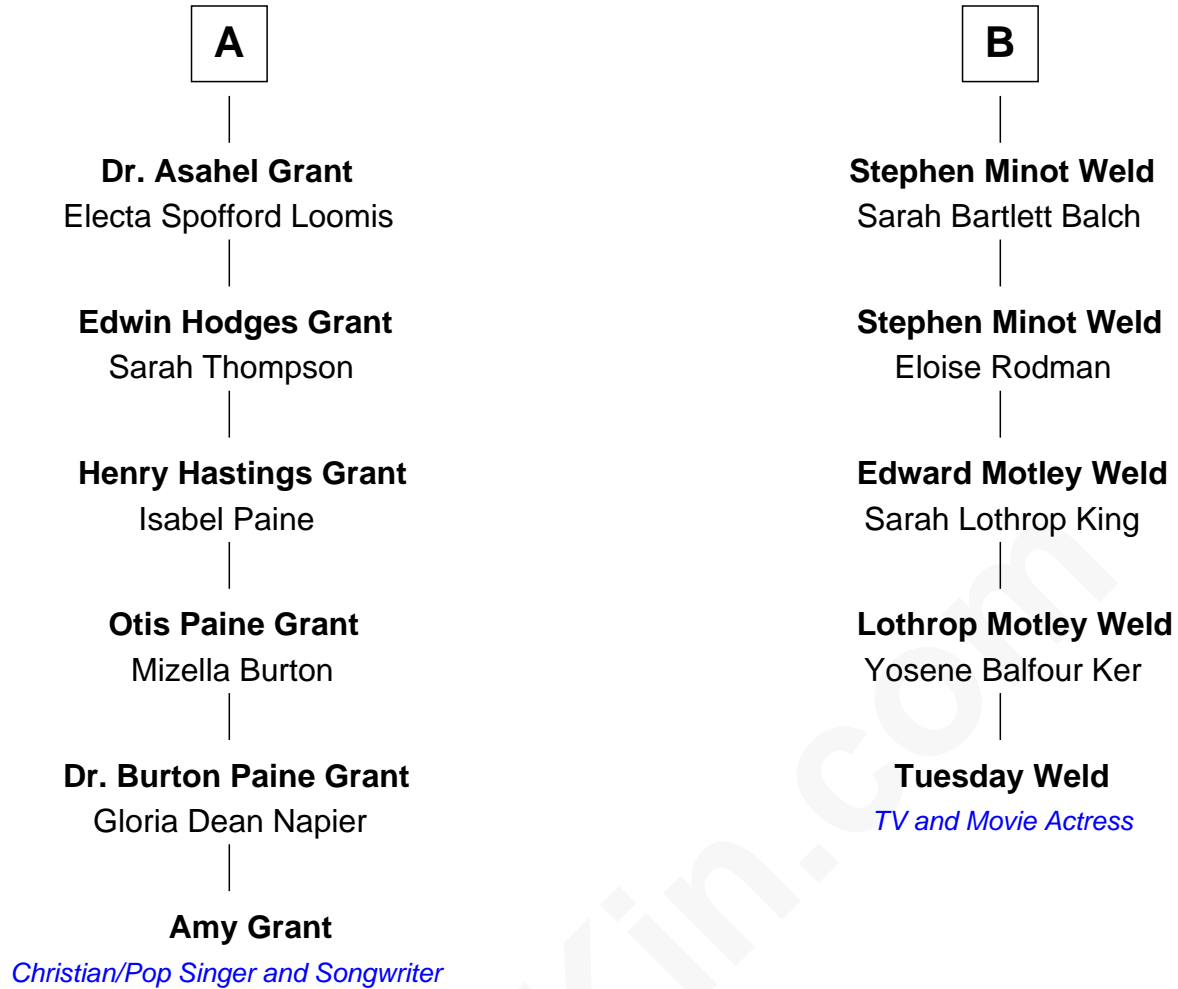 A
Dr. Asahel Grant
Electa Spofford Loomis
Edwin Hodges Grant
Sarah Thompson
Henry Hastings Grant
Isabel Paine
Otis Paine Grant
Mizella Burton
Dr. Burton Paine Grant
Gloria Dean Napier
Amy Grant
Christian/Pop Singer and Songwriter
B
Stephen Minot Weld
Sarah Bartlett Balch
Stephen Minot Weld
Eloise Rodman
Edward Motley Weld
Sarah Lothrop King
Lothrop Motley Weld
Yosene Balfour Ker
Tuesday Weld
TV and Movie Actress
Kin.com